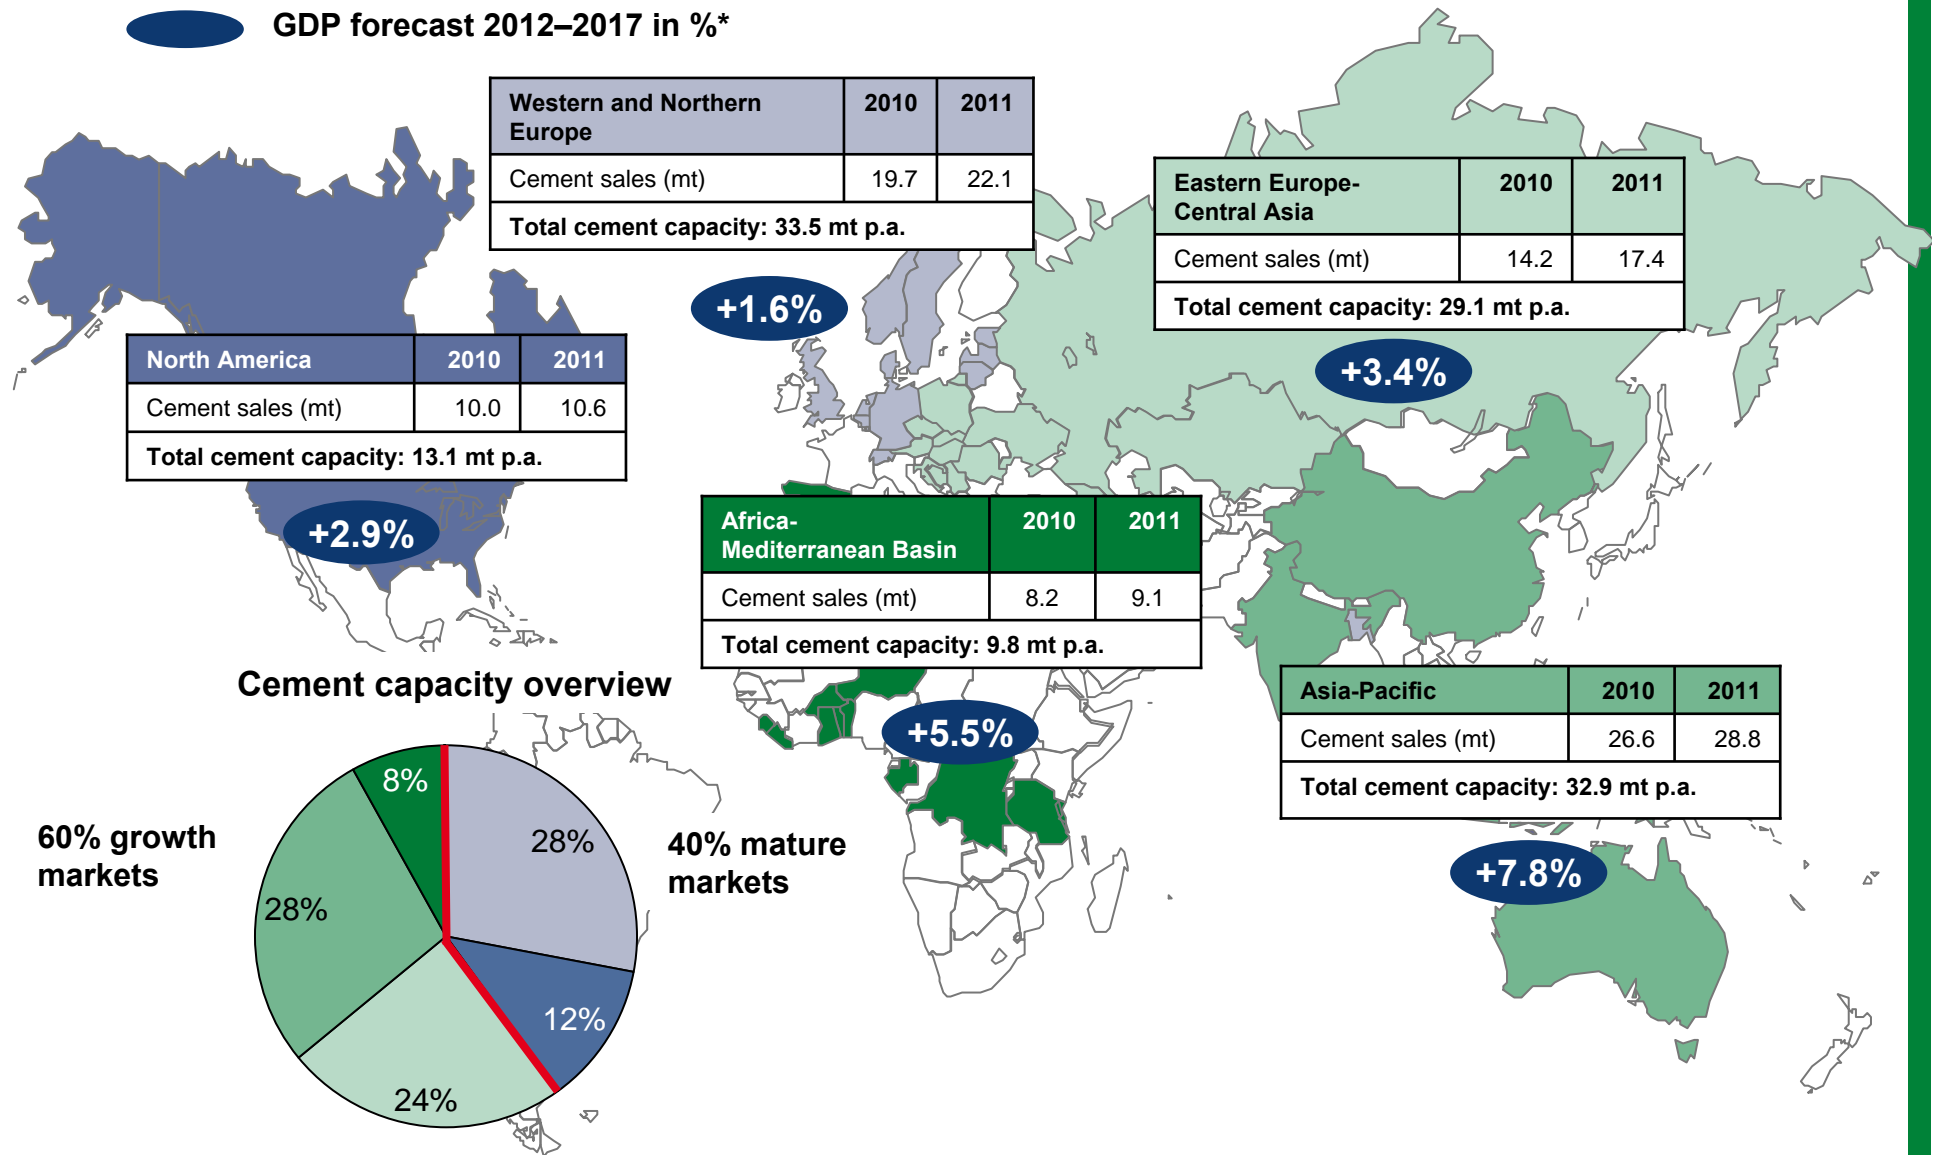 GDP forecast 2012–2017 in %*
Western and Northern Europe 2010 2011
Cement sales (mt) 19.7 22.1
Total cement capacity: 33.5 mt p.a.
+1.6%
Eastern Europe-Central Asia 2010 2011
Cement sales (mt) 14.2 17.4
Total cement capacity: 29.1 mt p.a.
+3.4%
North America 2010 2011
Cement sales (mt) 10.0 10.6
Total cement capacity: 13.1 mt p.a.
+2.9%
Africa-Mediterranean Basin 2010 2011
Cement sales (mt) 8.2 9.1
Total cement capacity: 9.8 mt p.a.
+5.5%
Asia-Pacific 2010 2011
Cement sales (mt) 26.6 28.8
Total cement capacity: 32.9 mt p.a.
+7.8%
Cement capacity overview
60% growth
markets
8%
28%
28%
12%
24%
40% mature
markets